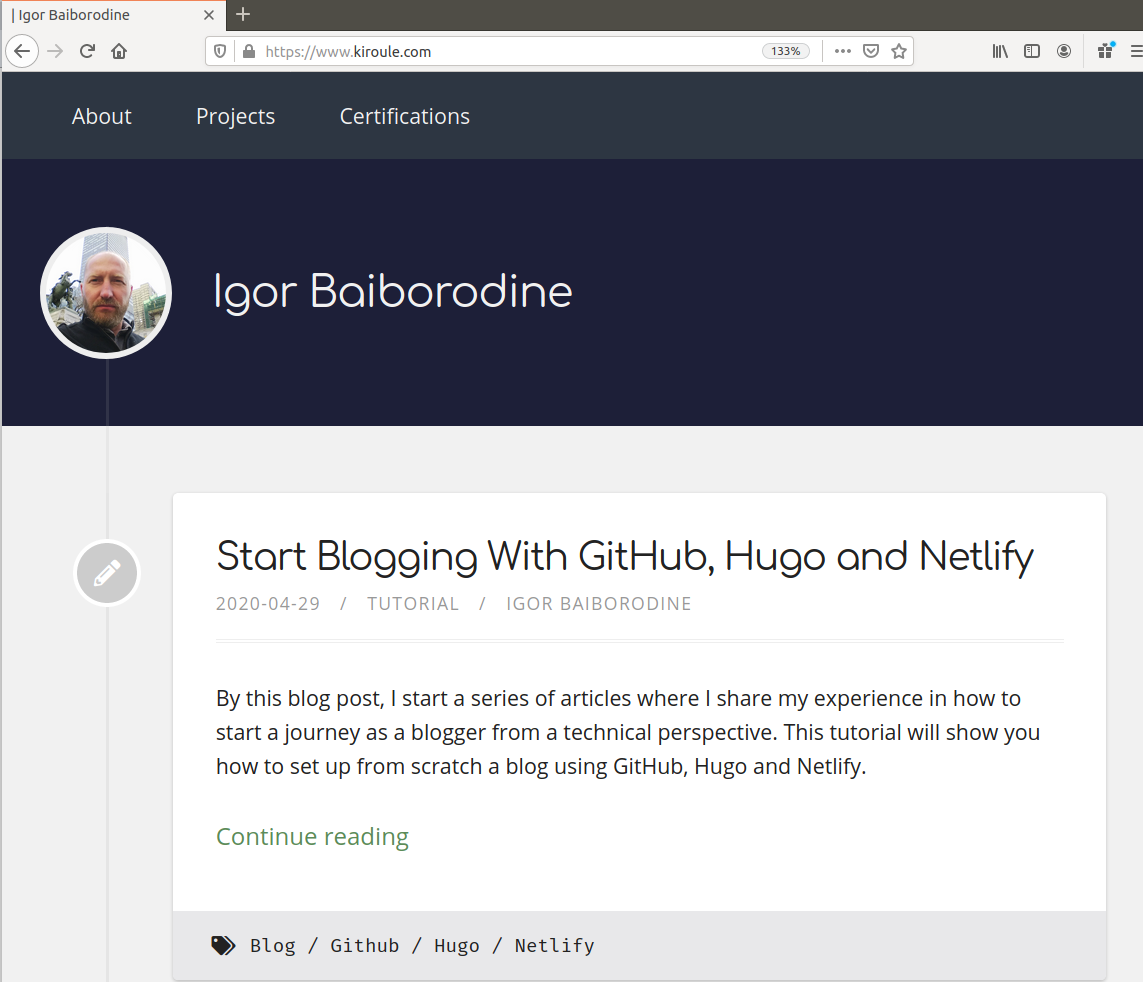 | Igor Baiborodine
https://www.kiroule.com
133%
About Projects Certifications
Igor Baiborodine
Start Blogging With GitHub, Hugo and Netlify
2020-04-29 / TUTORIAL / IGOR BAIBORODINE
By this blog post, I start a series of articles where I share my experience in how to
start a journey as a blogger from a technical perspective. This tutorial will show you
how to set up from scratch a blog using GitHub, Hugo and Netlify.
Continue reading
Blog / Github / Hugo / Netlify